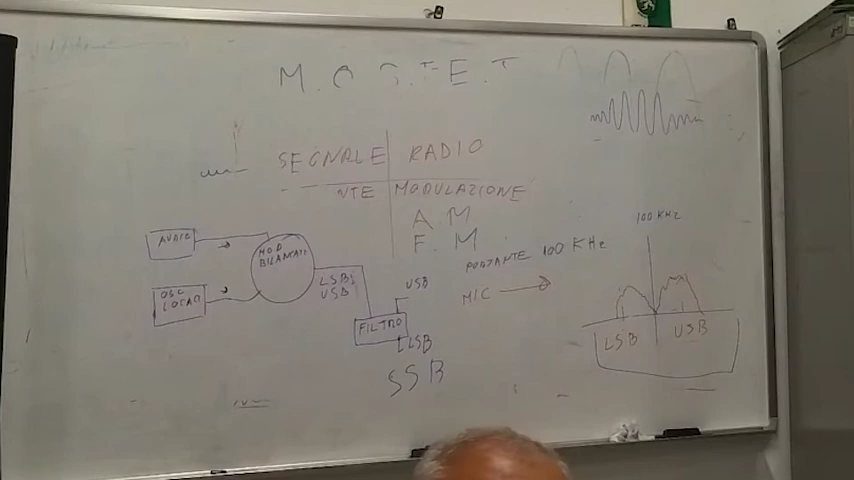 M.O.S.F.E.T
SEGNALE RADIO
NTE MODULAZIONE
A M
F. M
100 KHz
AUDIO
MOD
BILANCIATO
OSC
LOCAL
LSB
USB
USB
FILTRO
LSB
SSB
PORTANTE 100 KHz
MIC
LSB
USB